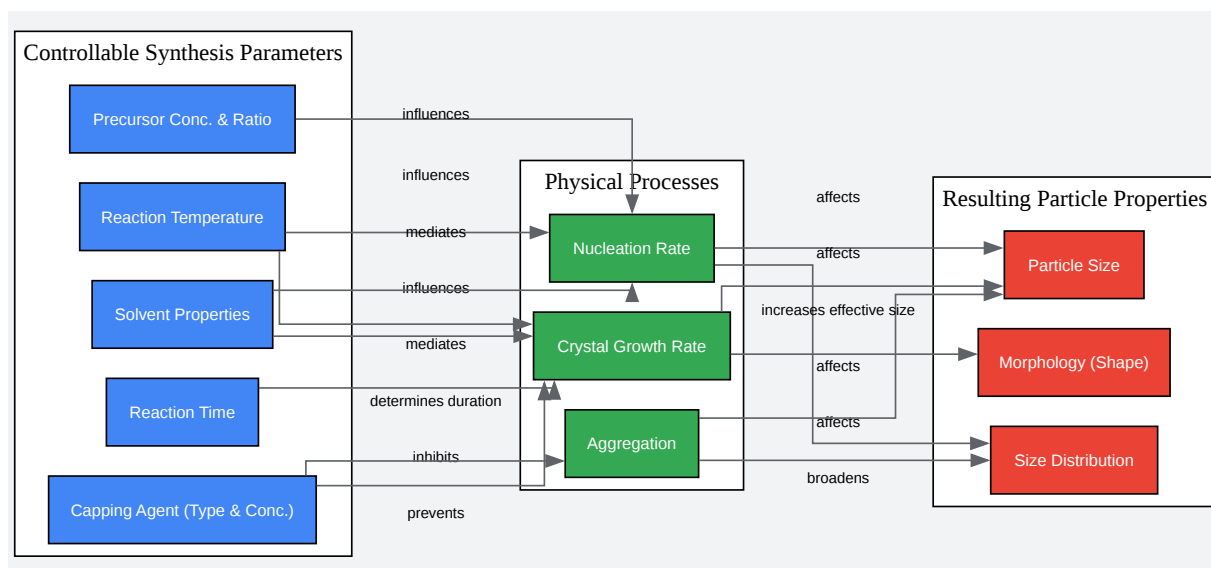 Controllable Synthesis Parameters
Precursor Conc. & Ratio
Reaction Temperature
Solvent Properties
Reaction Time
Capping Agent (Type & Conc.)
influences
influences
mediates
influences
mediates
determines duration
inhibits
prevents
Physical Processes
Nucleation Rate
Crystal Growth Rate
Aggregation
affects
affects
increases effective size
affects
affects
broadens
Resulting Particle Properties
Particle Size
Morphology (Shape)
Size Distribution